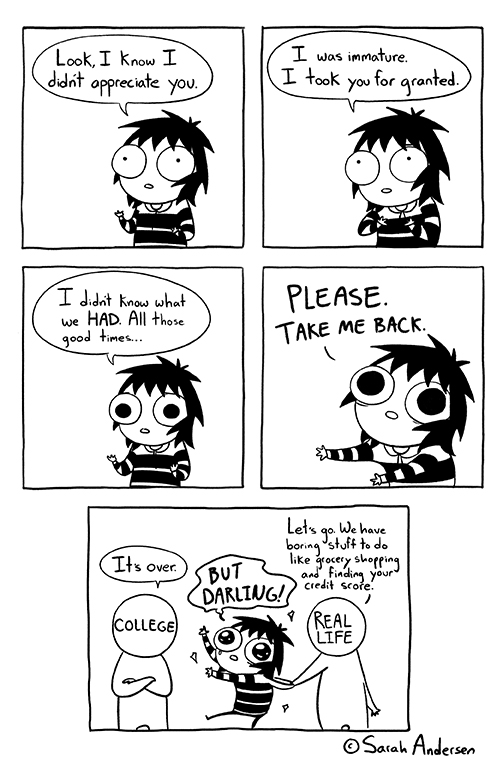 Look, I know I
didn't appreciate you.
I was immature.
I took you for granted.
I didn't know what
we HAD. All those
good times...
PLEASE.
TAKE ME BACK.
It's over.
COLLEGE
BUT
DARLING!
Let's go. We have
boring stuff to do
like grocery shopping
and finding your
credit score.
REAL
LIFE
© Sarah Andersen